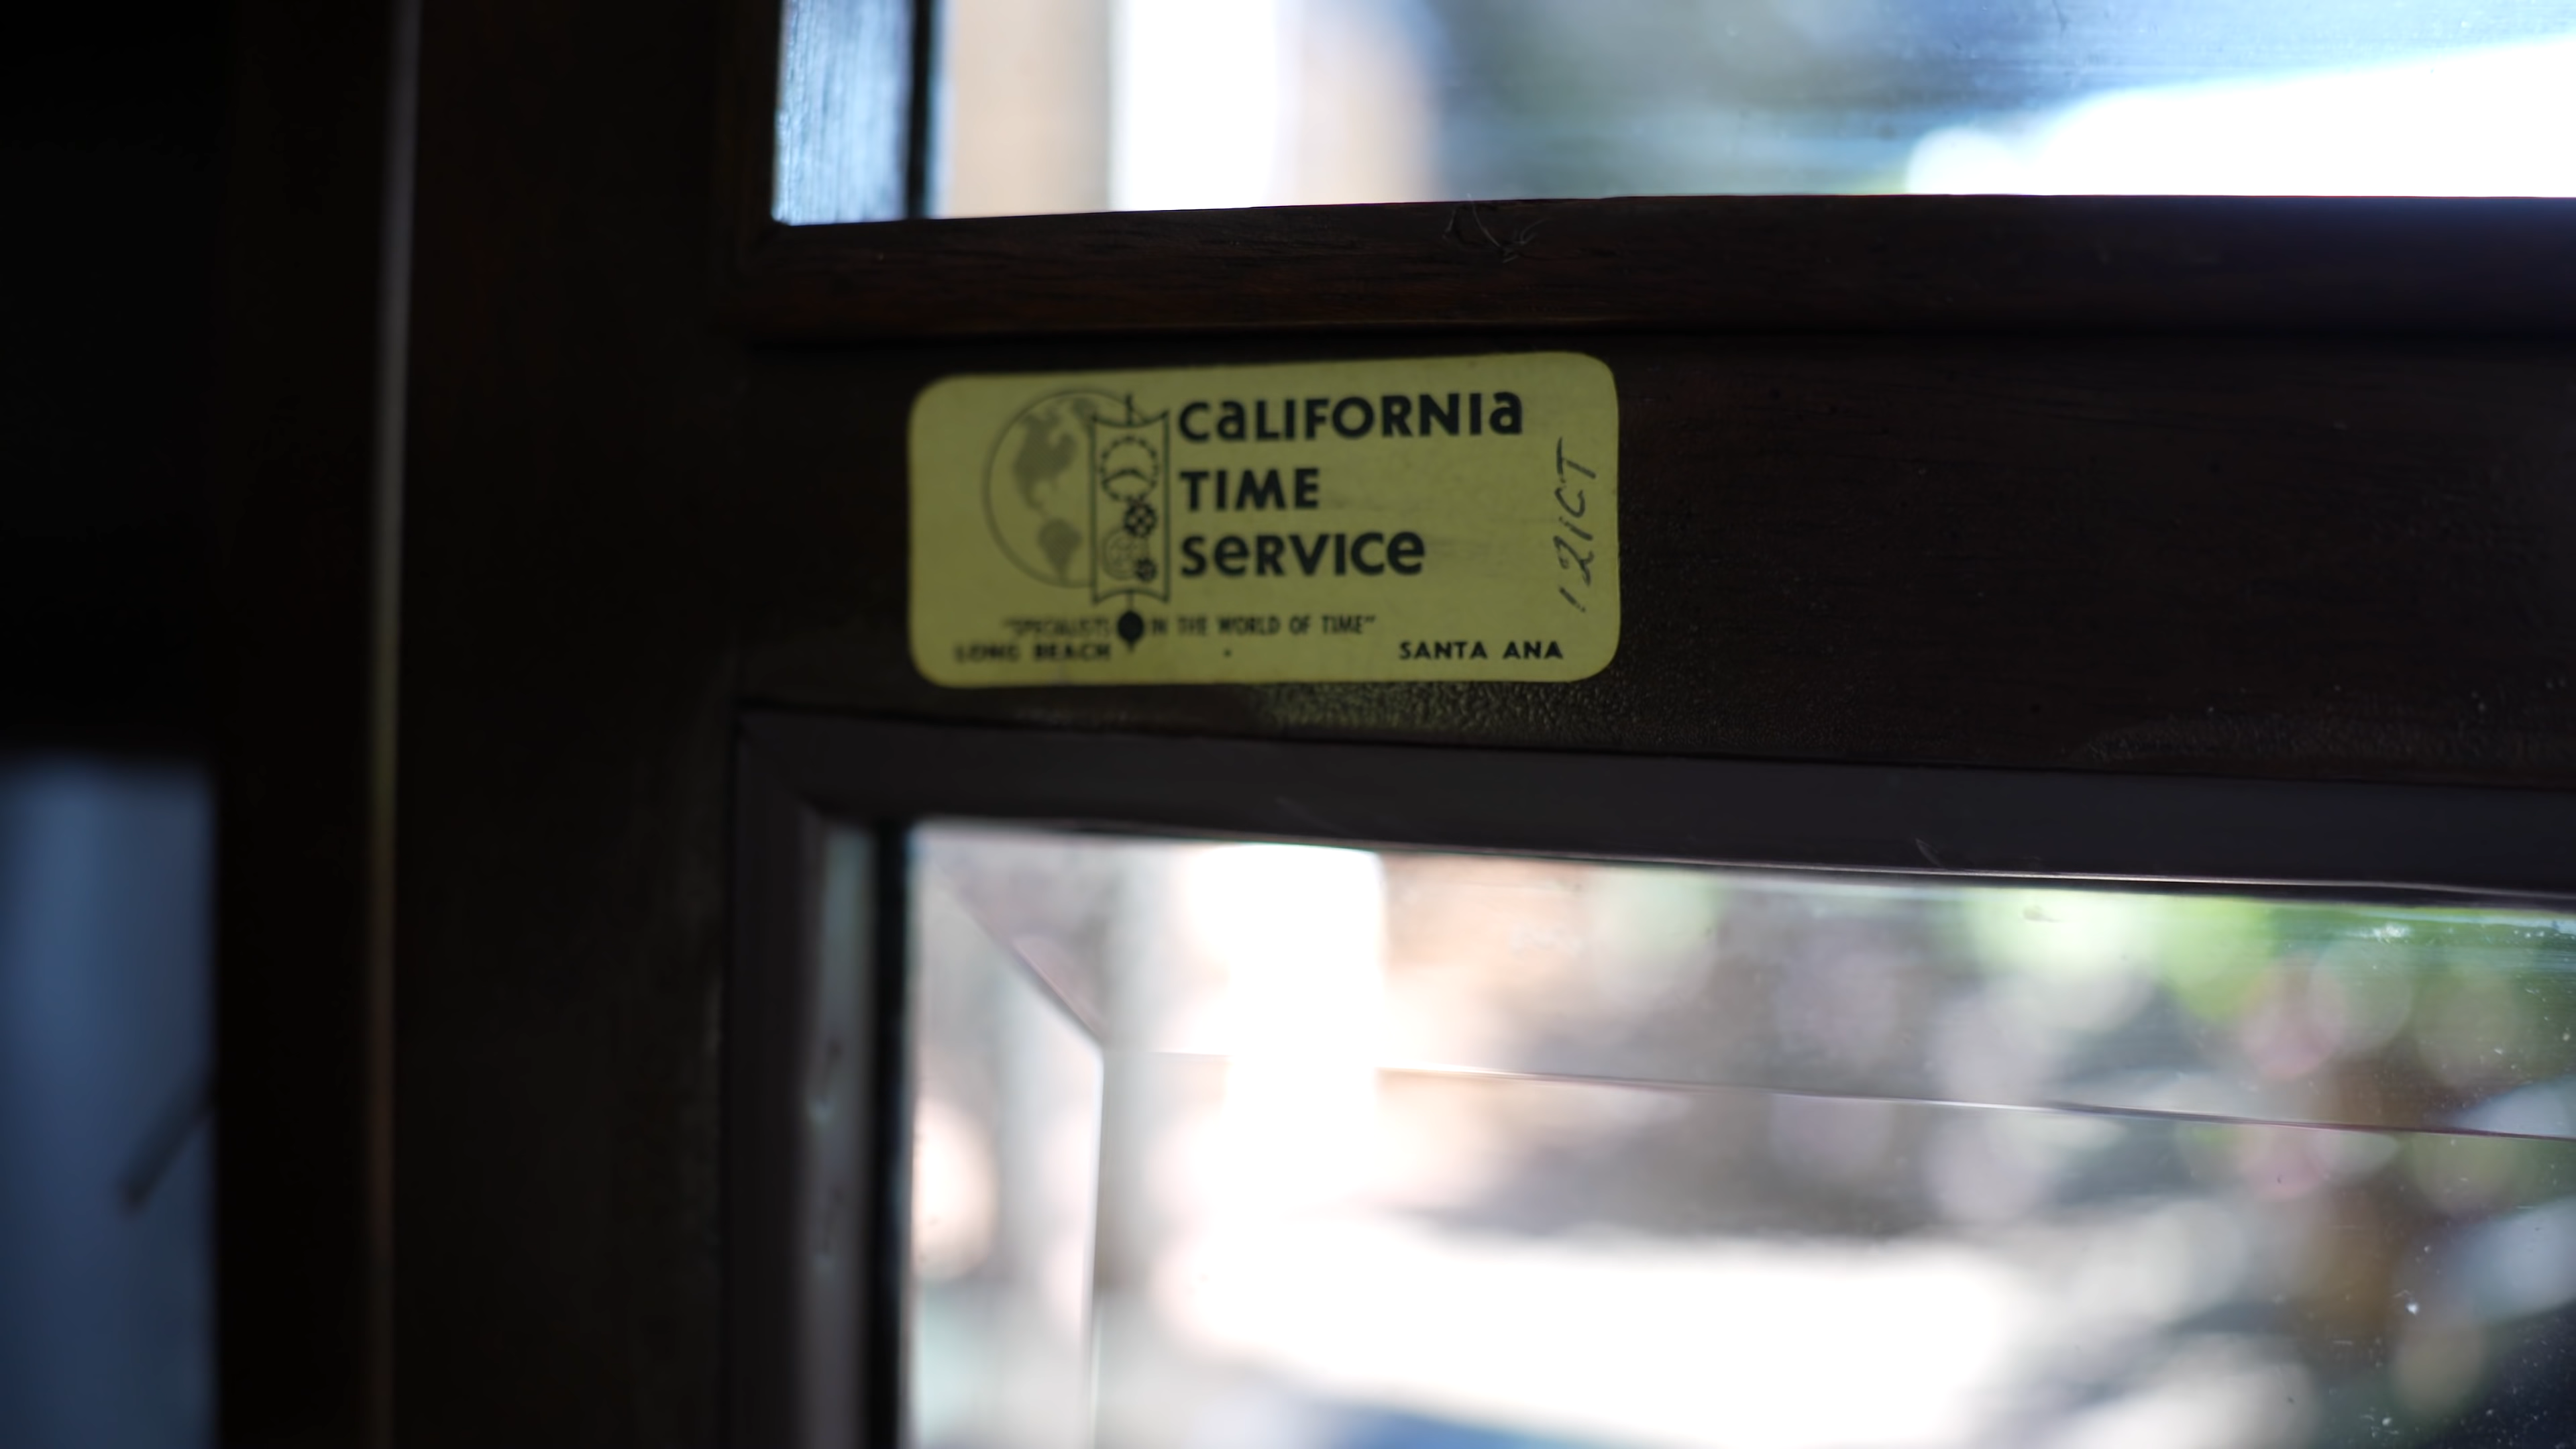 CaLIFORNIa
TIME
SeRVICe
"SPECIALISTS IN THE WORLD OF TIME"
LONG BEACH
SANTA ANA
121CT